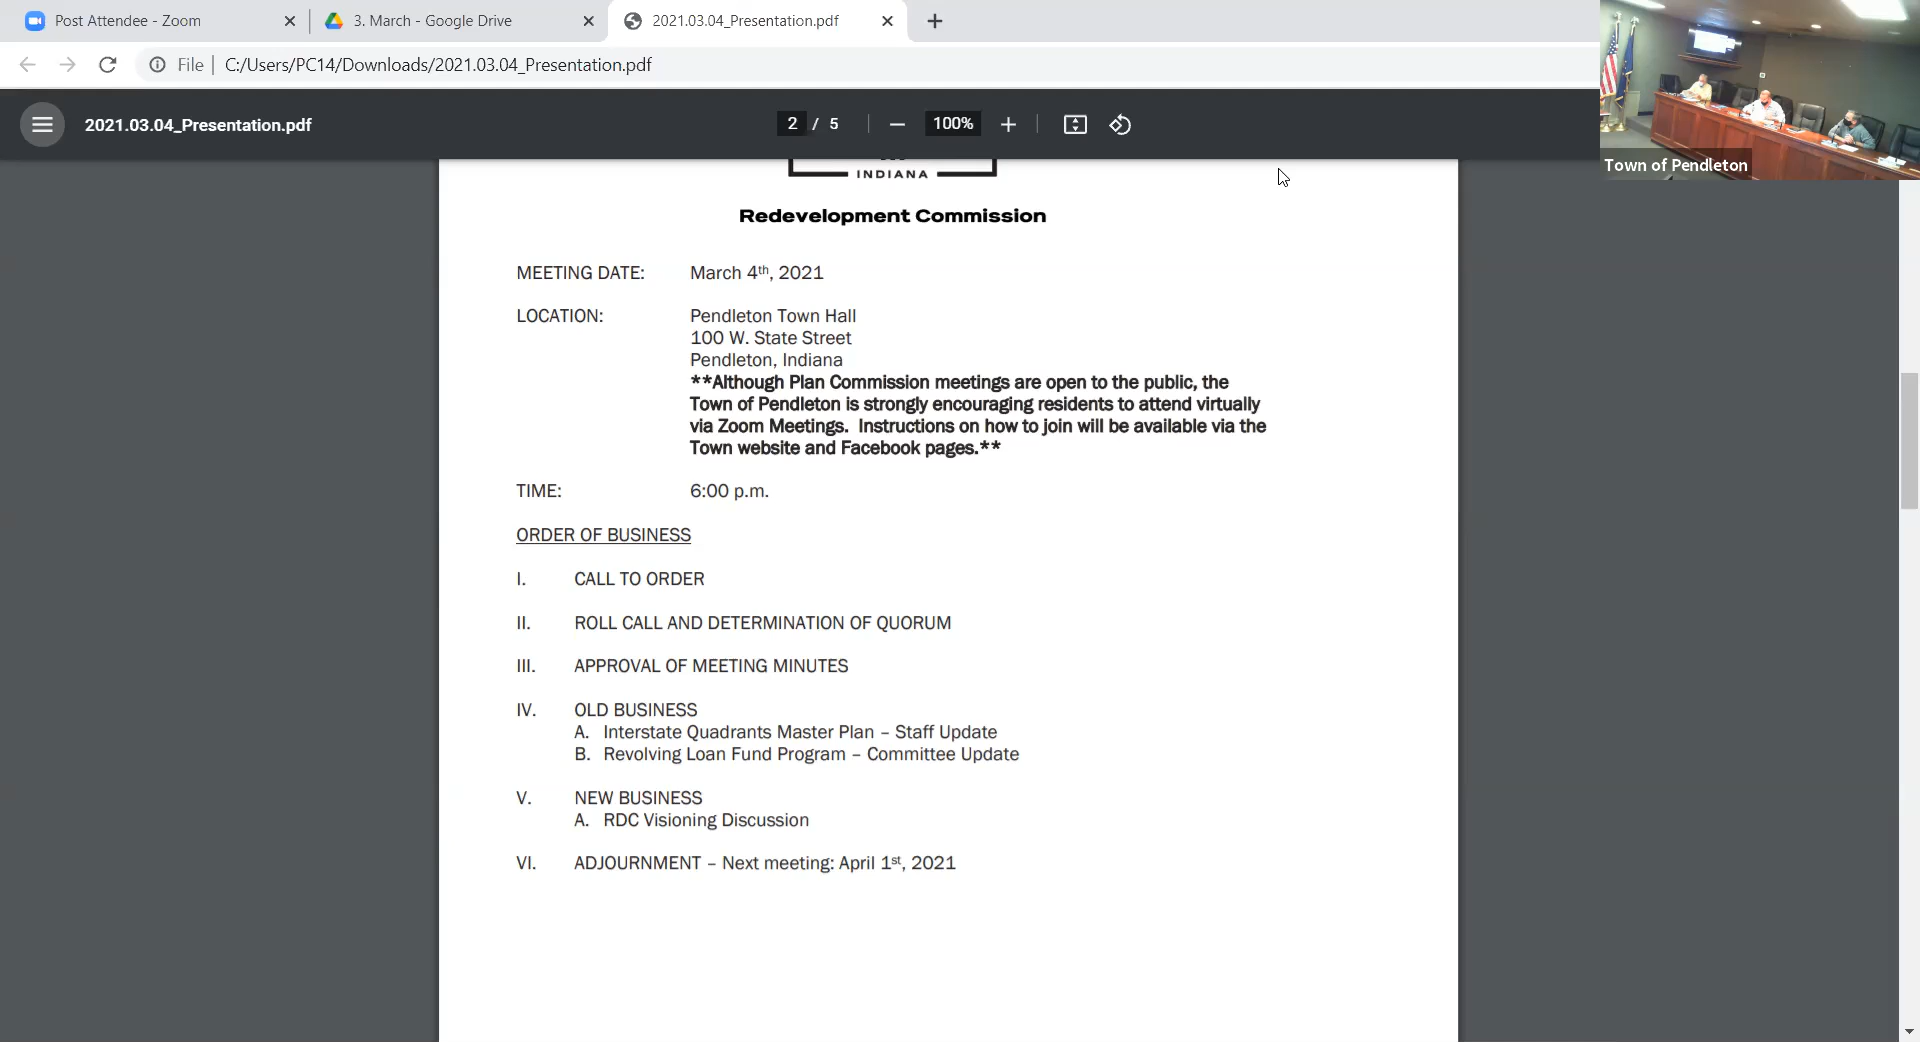 Post Attendee - Zoom
3. March - Google Drive
2021.03.04_Presentation.pdf
File
C:/Users/PC14/Downloads/2021.03.04_Presentation.pdf
2021.03.04_Presentation.pdf
2 / 5
100%
Town of Pendleton
INDIANA
Redevelopment Commission
MEETING DATE: March 4th, 2021
LOCATION: Pendleton Town Hall
100 W. State Street
Pendleton, Indiana
**Although Plan Commission meetings are open to the public, the
Town of Pendleton is strongly encouraging residents to attend virtually
via Zoom Meetings. Instructions on how to join will be available via the
Town website and Facebook pages.**
TIME: 6:00 p.m.
ORDER OF BUSINESS
I. CALL TO ORDER
II. ROLL CALL AND DETERMINATION OF QUORUM
III. APPROVAL OF MEETING MINUTES
IV. OLD BUSINESS
A. Interstate Quadrants Master Plan – Staff Update
B. Revolving Loan Fund Program – Committee Update
V. NEW BUSINESS
A. RDC Visioning Discussion
VI. ADJOURNMENT – Next meeting: April 1st, 2021